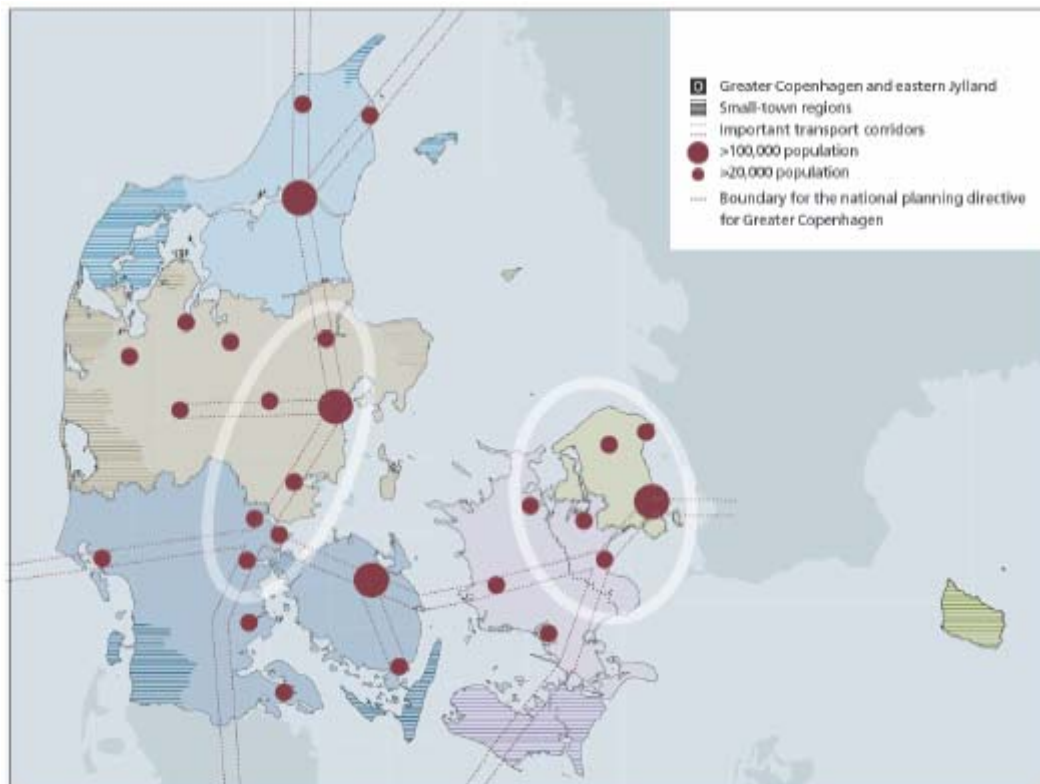 Greater Copenhagen and eastern Jylland
Small-town regions
Important transport corridors
>100,000 population
>20,000 population
Boundary for the national planning directive
for Greater Copenhagen